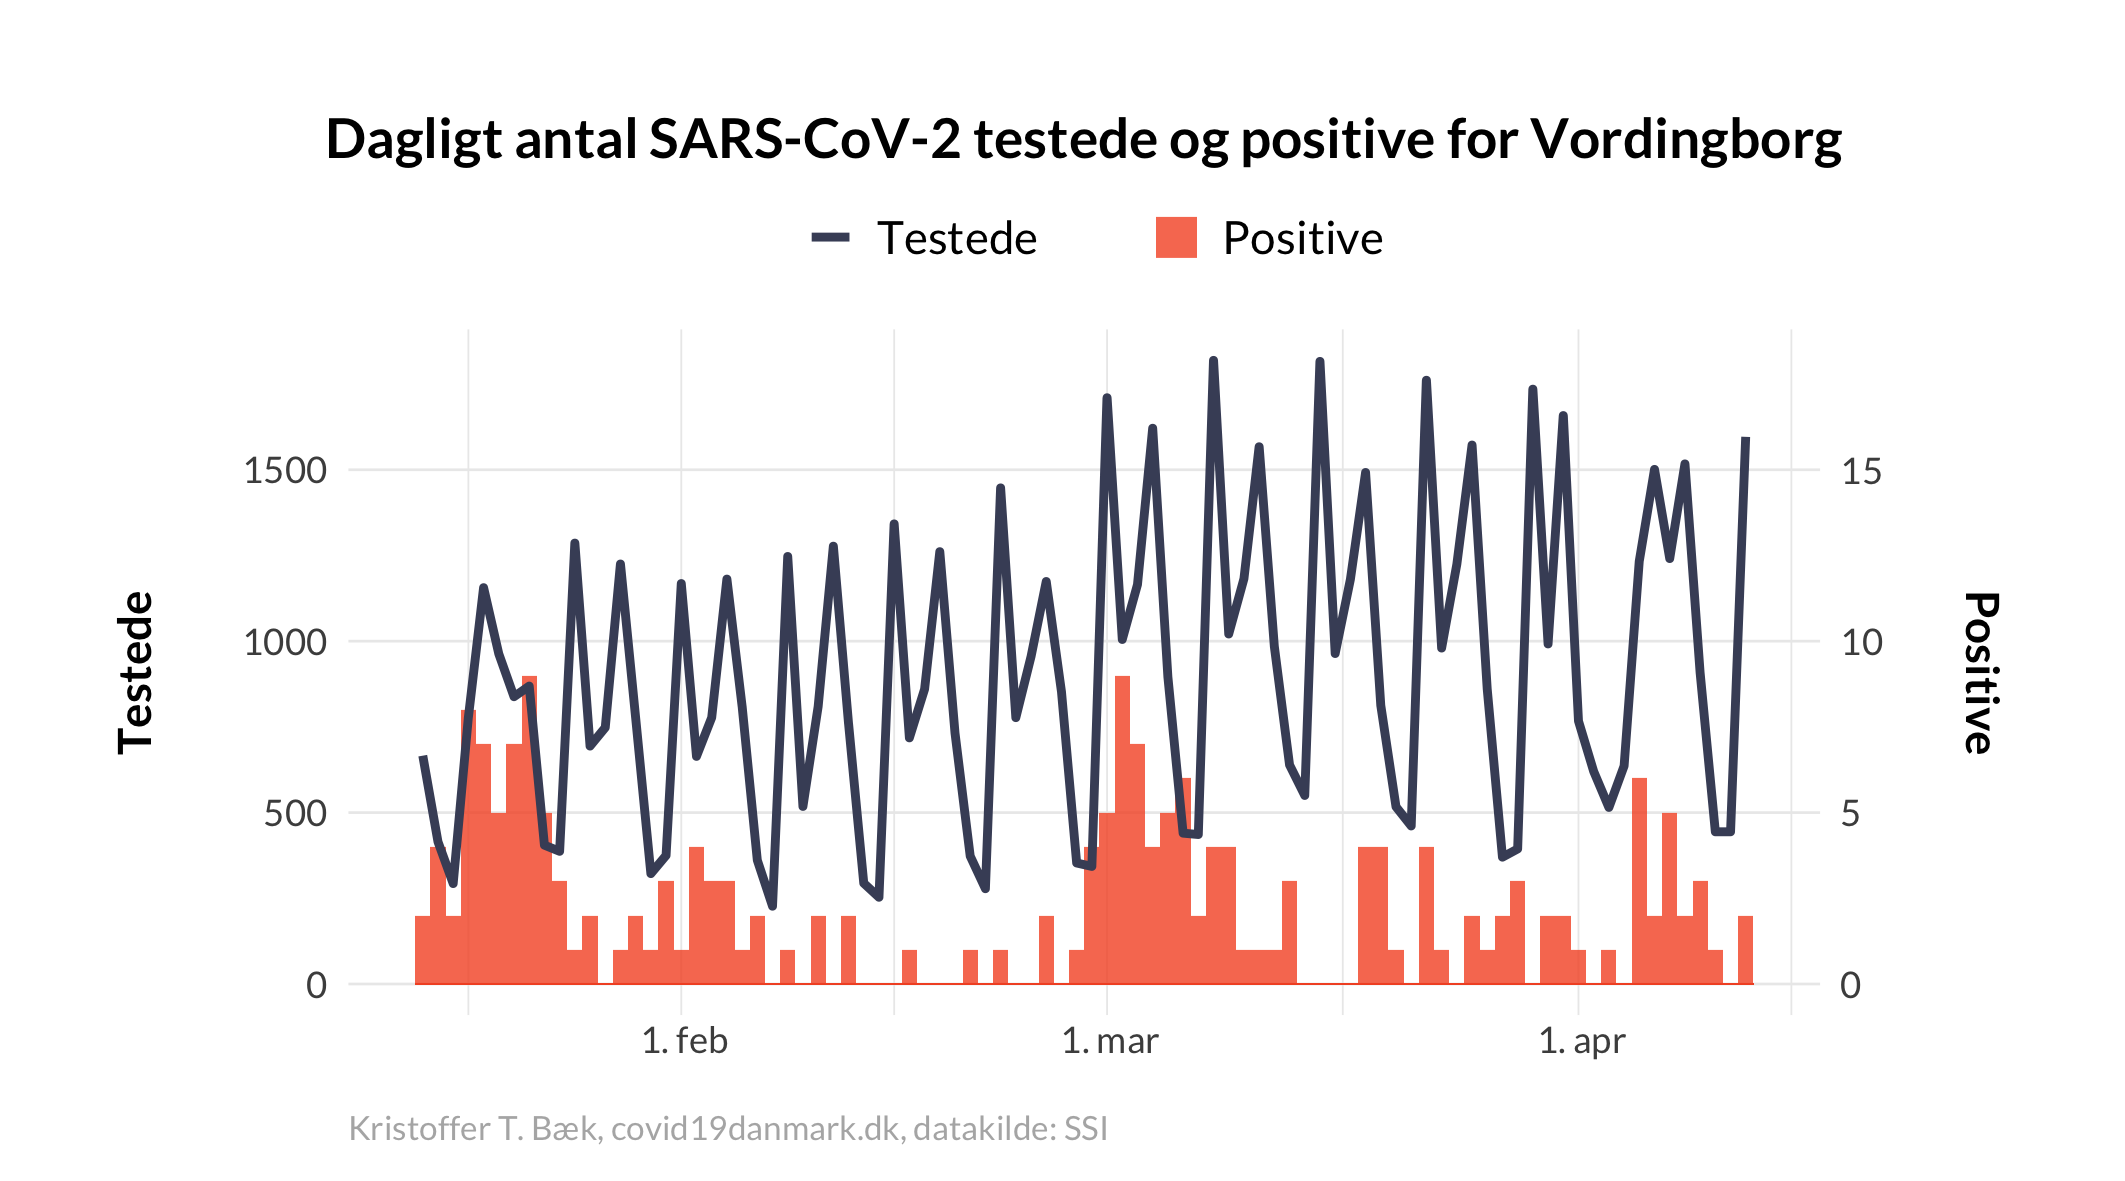 Dagligt antal SARS-CoV-2 testede og positive for Vordingborg
Testede
Positive
1500
1000
500
0
15
10
5
0
Testede
Positive
1. feb
1. mar
1. apr
Kristoffer T. Bæk, covid19danmark.dk, datakilde: SSI